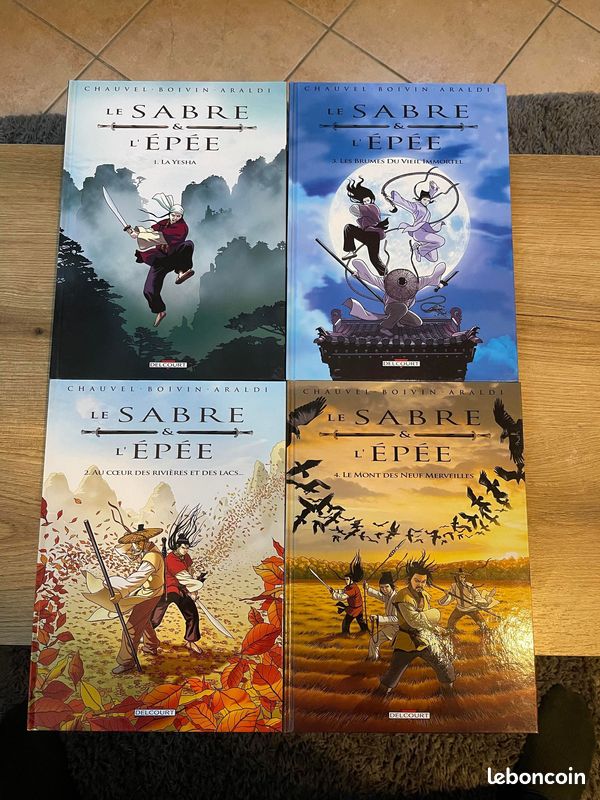 CHAUVEL · BOIVIN · ARALDI
LE SABRE
&
L'ÉPÉE
1. LA YESHA
DELCOURT
CHAUVEL · BOIVIN · ARALDI
LE SABRE
&
L'ÉPÉE
3. LES BRUMES DU VIEIL IMMORTEL
DELCOURT
CHAUVEL · BOIVIN · ARALDI
LE SABRE
&
L'ÉPÉE
2. AU CŒUR DES RIVIÈRES ET DES LACS...
DELCOURT
CHAUVEL · BOIVIN · ARALDI
LE SABRE
&
L'ÉPÉE
4. LE MONT DES NEUF MERVEILLES
DELCOURT
leboncoin